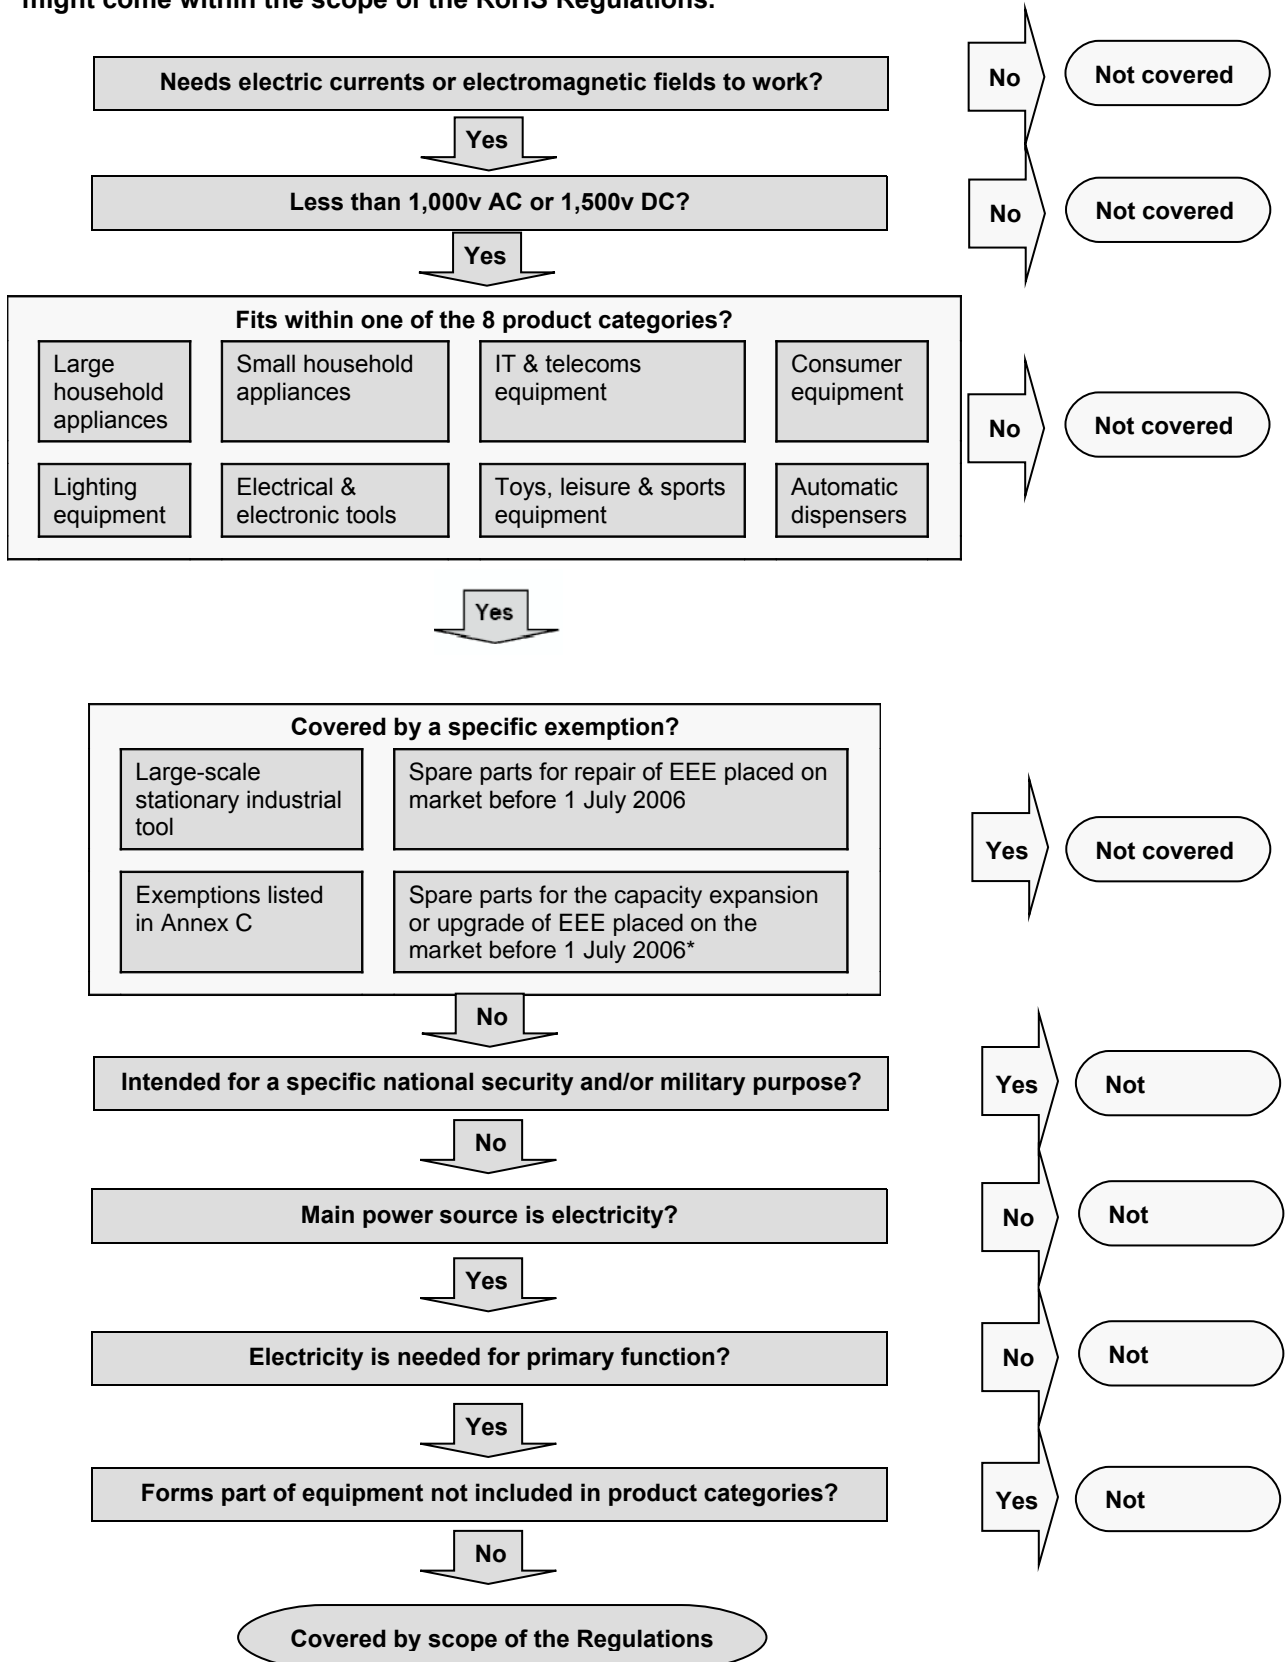 might come within the scope of the RoHS Regulations.
Needs electric currents or electromagnetic fields to work?
No
Not covered
Yes
Less than 1,000v AC or 1,500v DC?
No
Not covered
Yes
Fits within one of the 8 product categories?
Large
household
appliances
Small household
appliances
IT & telecoms
equipment
Consumer
equipment
No
Not covered
Lighting
equipment
Electrical &
electronic tools
Toys, leisure & sports
equipment
Automatic
dispensers
Yes
Covered by a specific exemption?
Large-scale
stationary industrial
tool
Spare parts for repair of EEE placed on
market before 1 July 2006
Yes
Not covered
Exemptions listed
in Annex C
Spare parts for the capacity expansion
or upgrade of EEE placed on the
market before 1 July 2006*
No
Intended for a specific national security and/or military purpose?
Yes
Not
No
Main power source is electricity?
No
Not
Yes
Electricity is needed for primary function?
No
Not
Yes
Forms part of equipment not included in product categories?
Yes
Not
No
Covered by scope of the Regulations